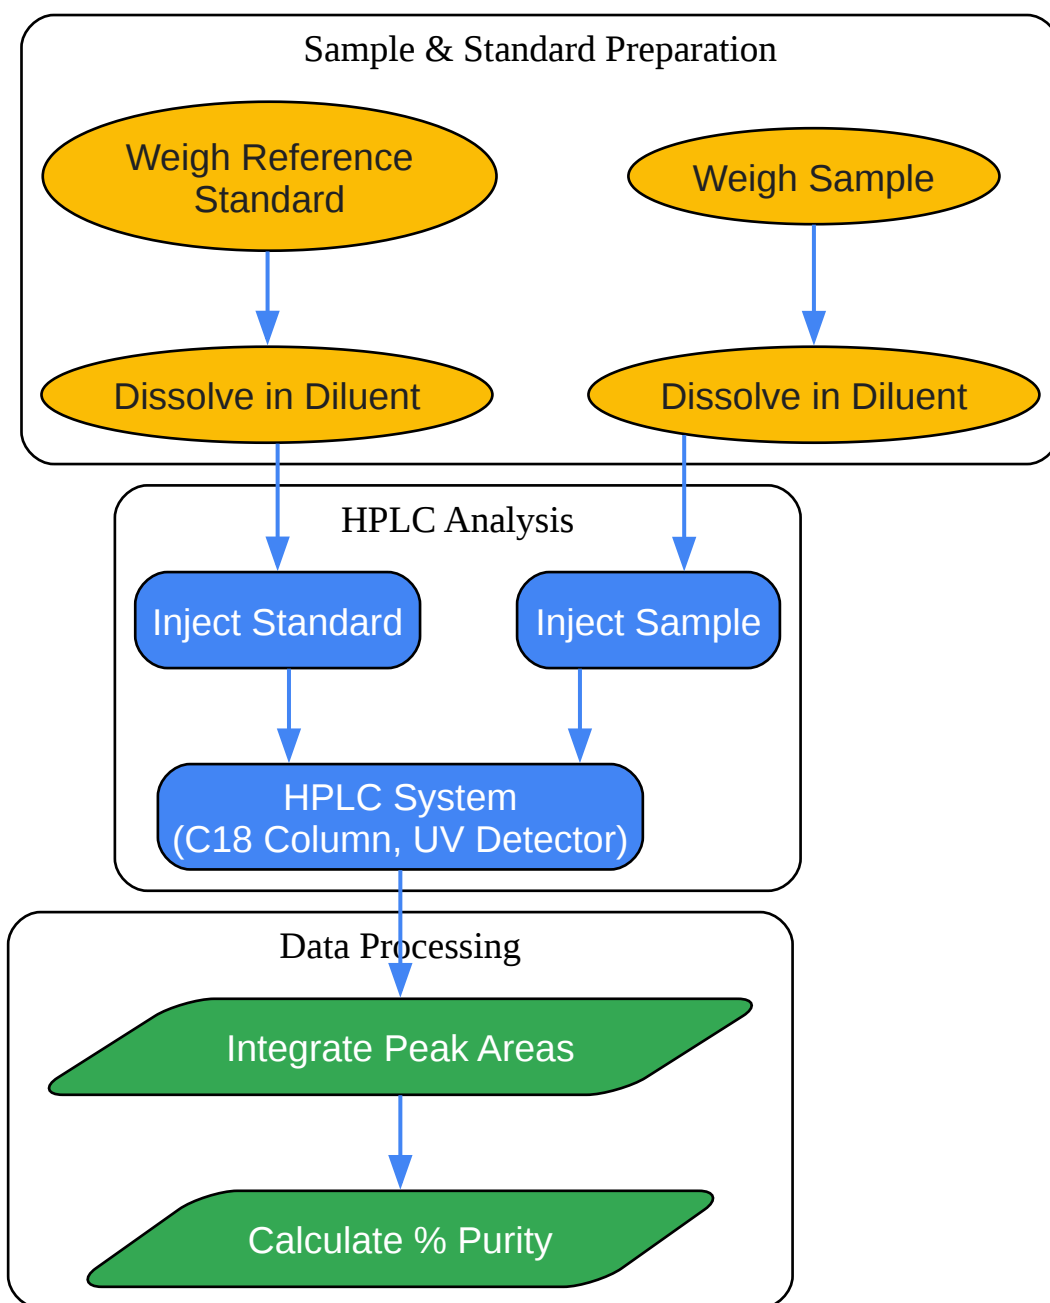 Sample & Standard Preparation
Weigh Reference
Standard
Weigh Sample
Dissolve in Diluent
Dissolve in Diluent
HPLC Analysis
Inject Standard
Inject Sample
HPLC System
(C18 Column, UV Detector)
Data Processing
Integrate Peak Areas
Calculate % Purity